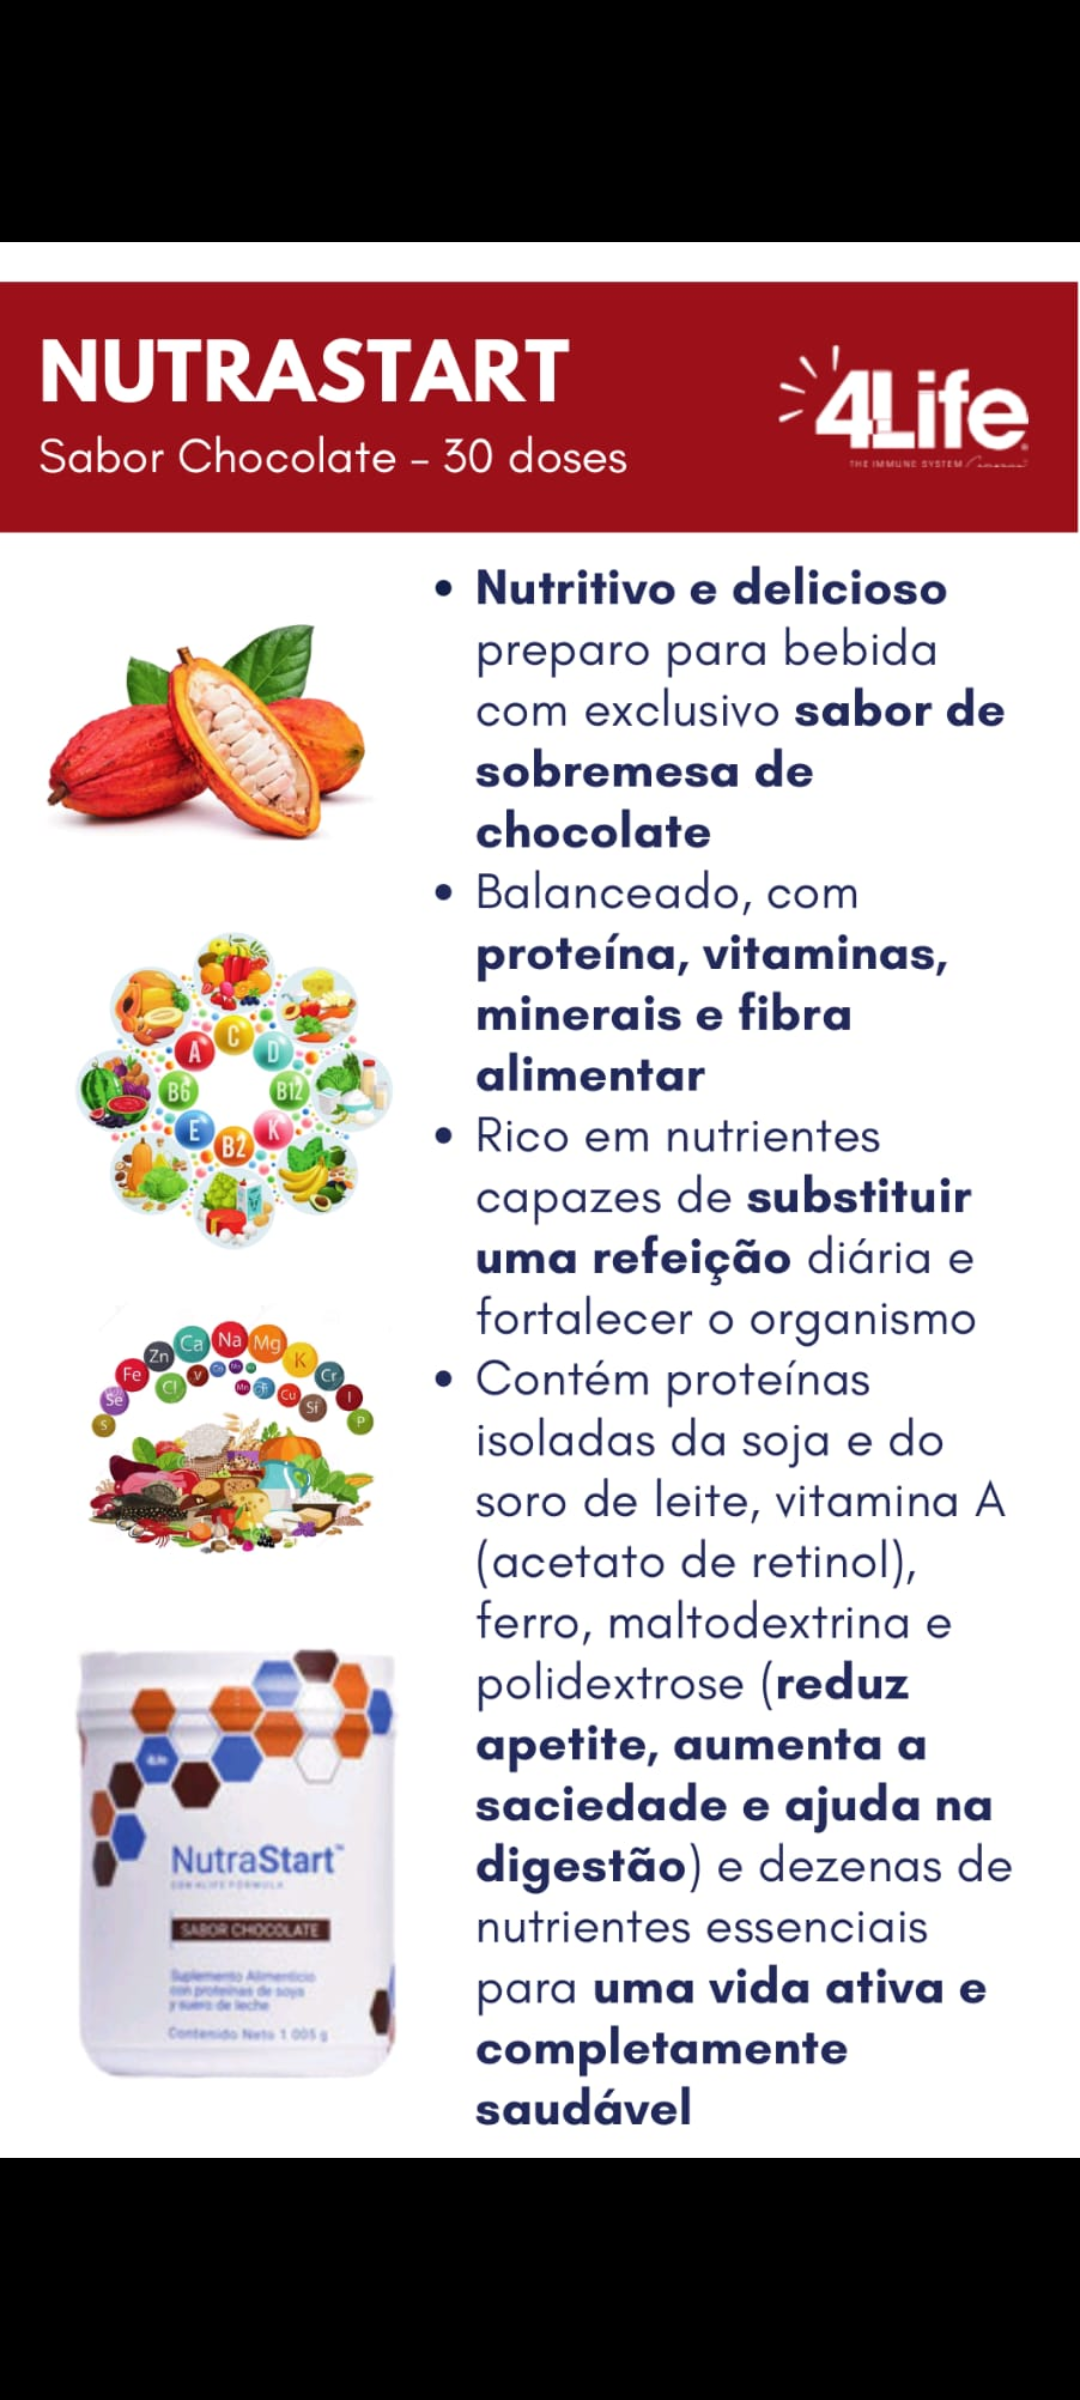 NUTRASTART
Sabor Chocolate - 30 doses
4Life
THE IMMUNE SYSTEM
• Nutritivo e delicioso
preparo para bebida
com exclusivo sabor de
sobremesa de
chocolate
• Balanceado, com
proteína, vitaminas,
minerais e fibra
alimentar
• Rico em nutrientes
capazes de substituir
uma refeição diária e
fortalecer o organismo
• Contém proteínas
isoladas da soja e do
soro de leite, vitamina A
(acetato de retinol),
ferro, maltodextrina e
polidextrose (reduz
apetite, aumenta a
saciedade e ajuda na
digestão) e dezenas de
nutrientes essenciais
para uma vida ativa e
completamente
saudável
A C D
B6 B12
E B2 K
Zn Ca Na Mg K
Fe Cl V Cr
Se Cu Si I
S P
4Life
NutraStart™
SABOR CHOCOLATE
Suplemento Alimenticio
con proteínas de soya
y suero de leche
Contenido Neto 1 005 g